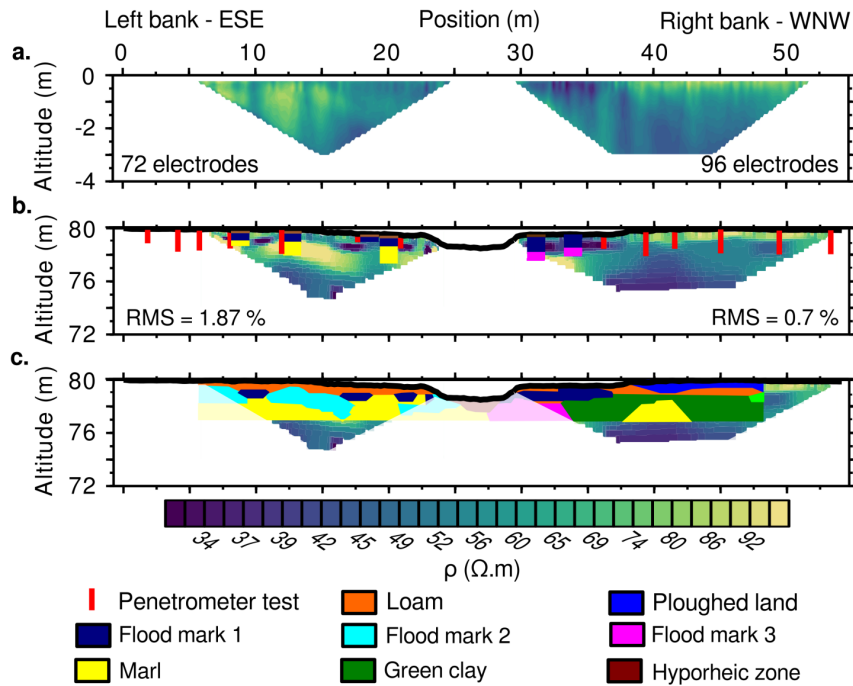 Left bank - ESE Position (m) Right bank - WNW
0 10 20 30 40 50
a.
Altitude (m)
0
-2
-4
72 electrodes 96 electrodes
b.
Altitude (m)
80
76
72
RMS = 1.87 % RMS = 0.7 %
c.
Altitude (m)
80
76
72
34 37 39 42 45 49 52 56 60 65 69 74 80 86 92
ρ (Ω.m)
Penetrometer test Loam Ploughed land
Flood mark 1 Flood mark 2 Flood mark 3
Marl Green clay Hyporheic zone